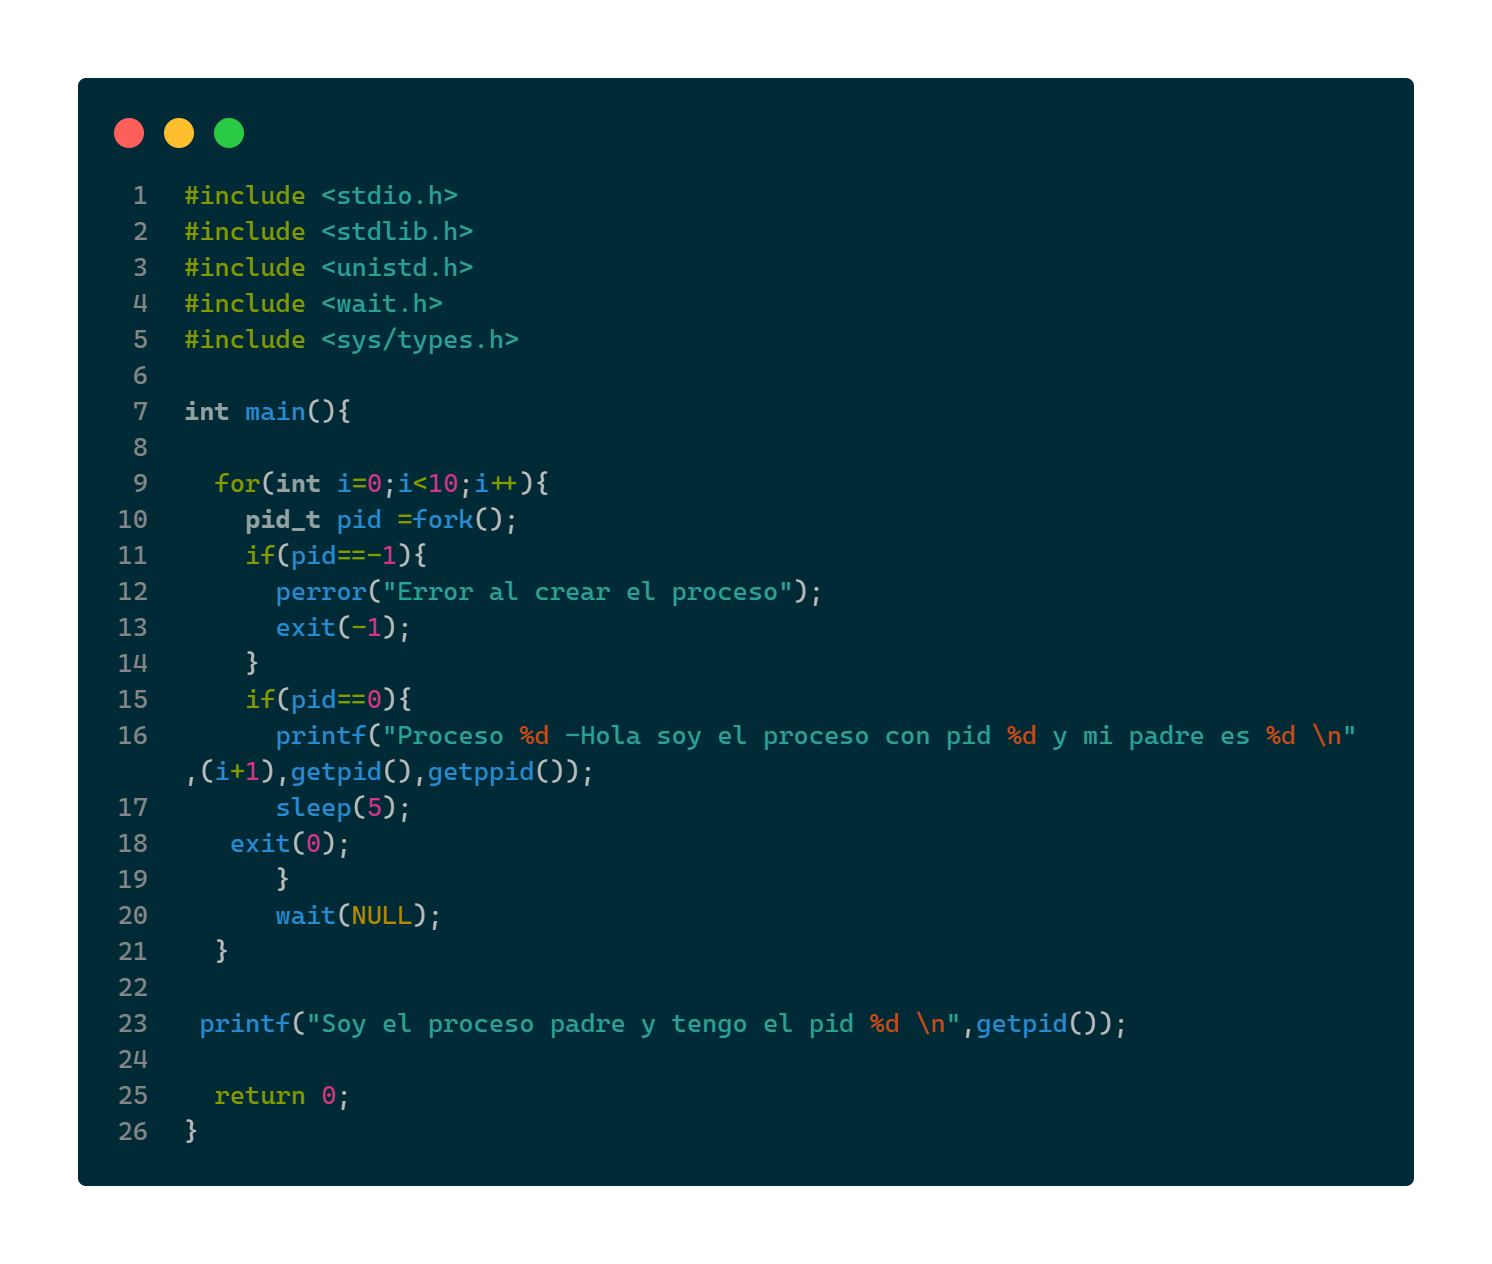 1 #include <stdio.h>
2 #include <stdlib.h>
3 #include <unistd.h>
4 #include <wait.h>
5 #include <sys/types.h>
6
7 int main(){
8
9   for(int i=0;i<10;i++){
10     pid_t pid =fork();
11     if(pid==-1){
12       perror("Error al crear el proceso");
13       exit(-1);
14     }
15     if(pid==0){
16       printf("Proceso %d -Hola soy el proceso con pid %d y mi padre es %d \n"
,(i+1),getpid(),getppid());
17       sleep(5);
18    exit(0);
19       }
20       wait(NULL);
21   }
22
23  printf("Soy el proceso padre y tengo el pid %d \n",getpid());
24
25   return 0;
26 }